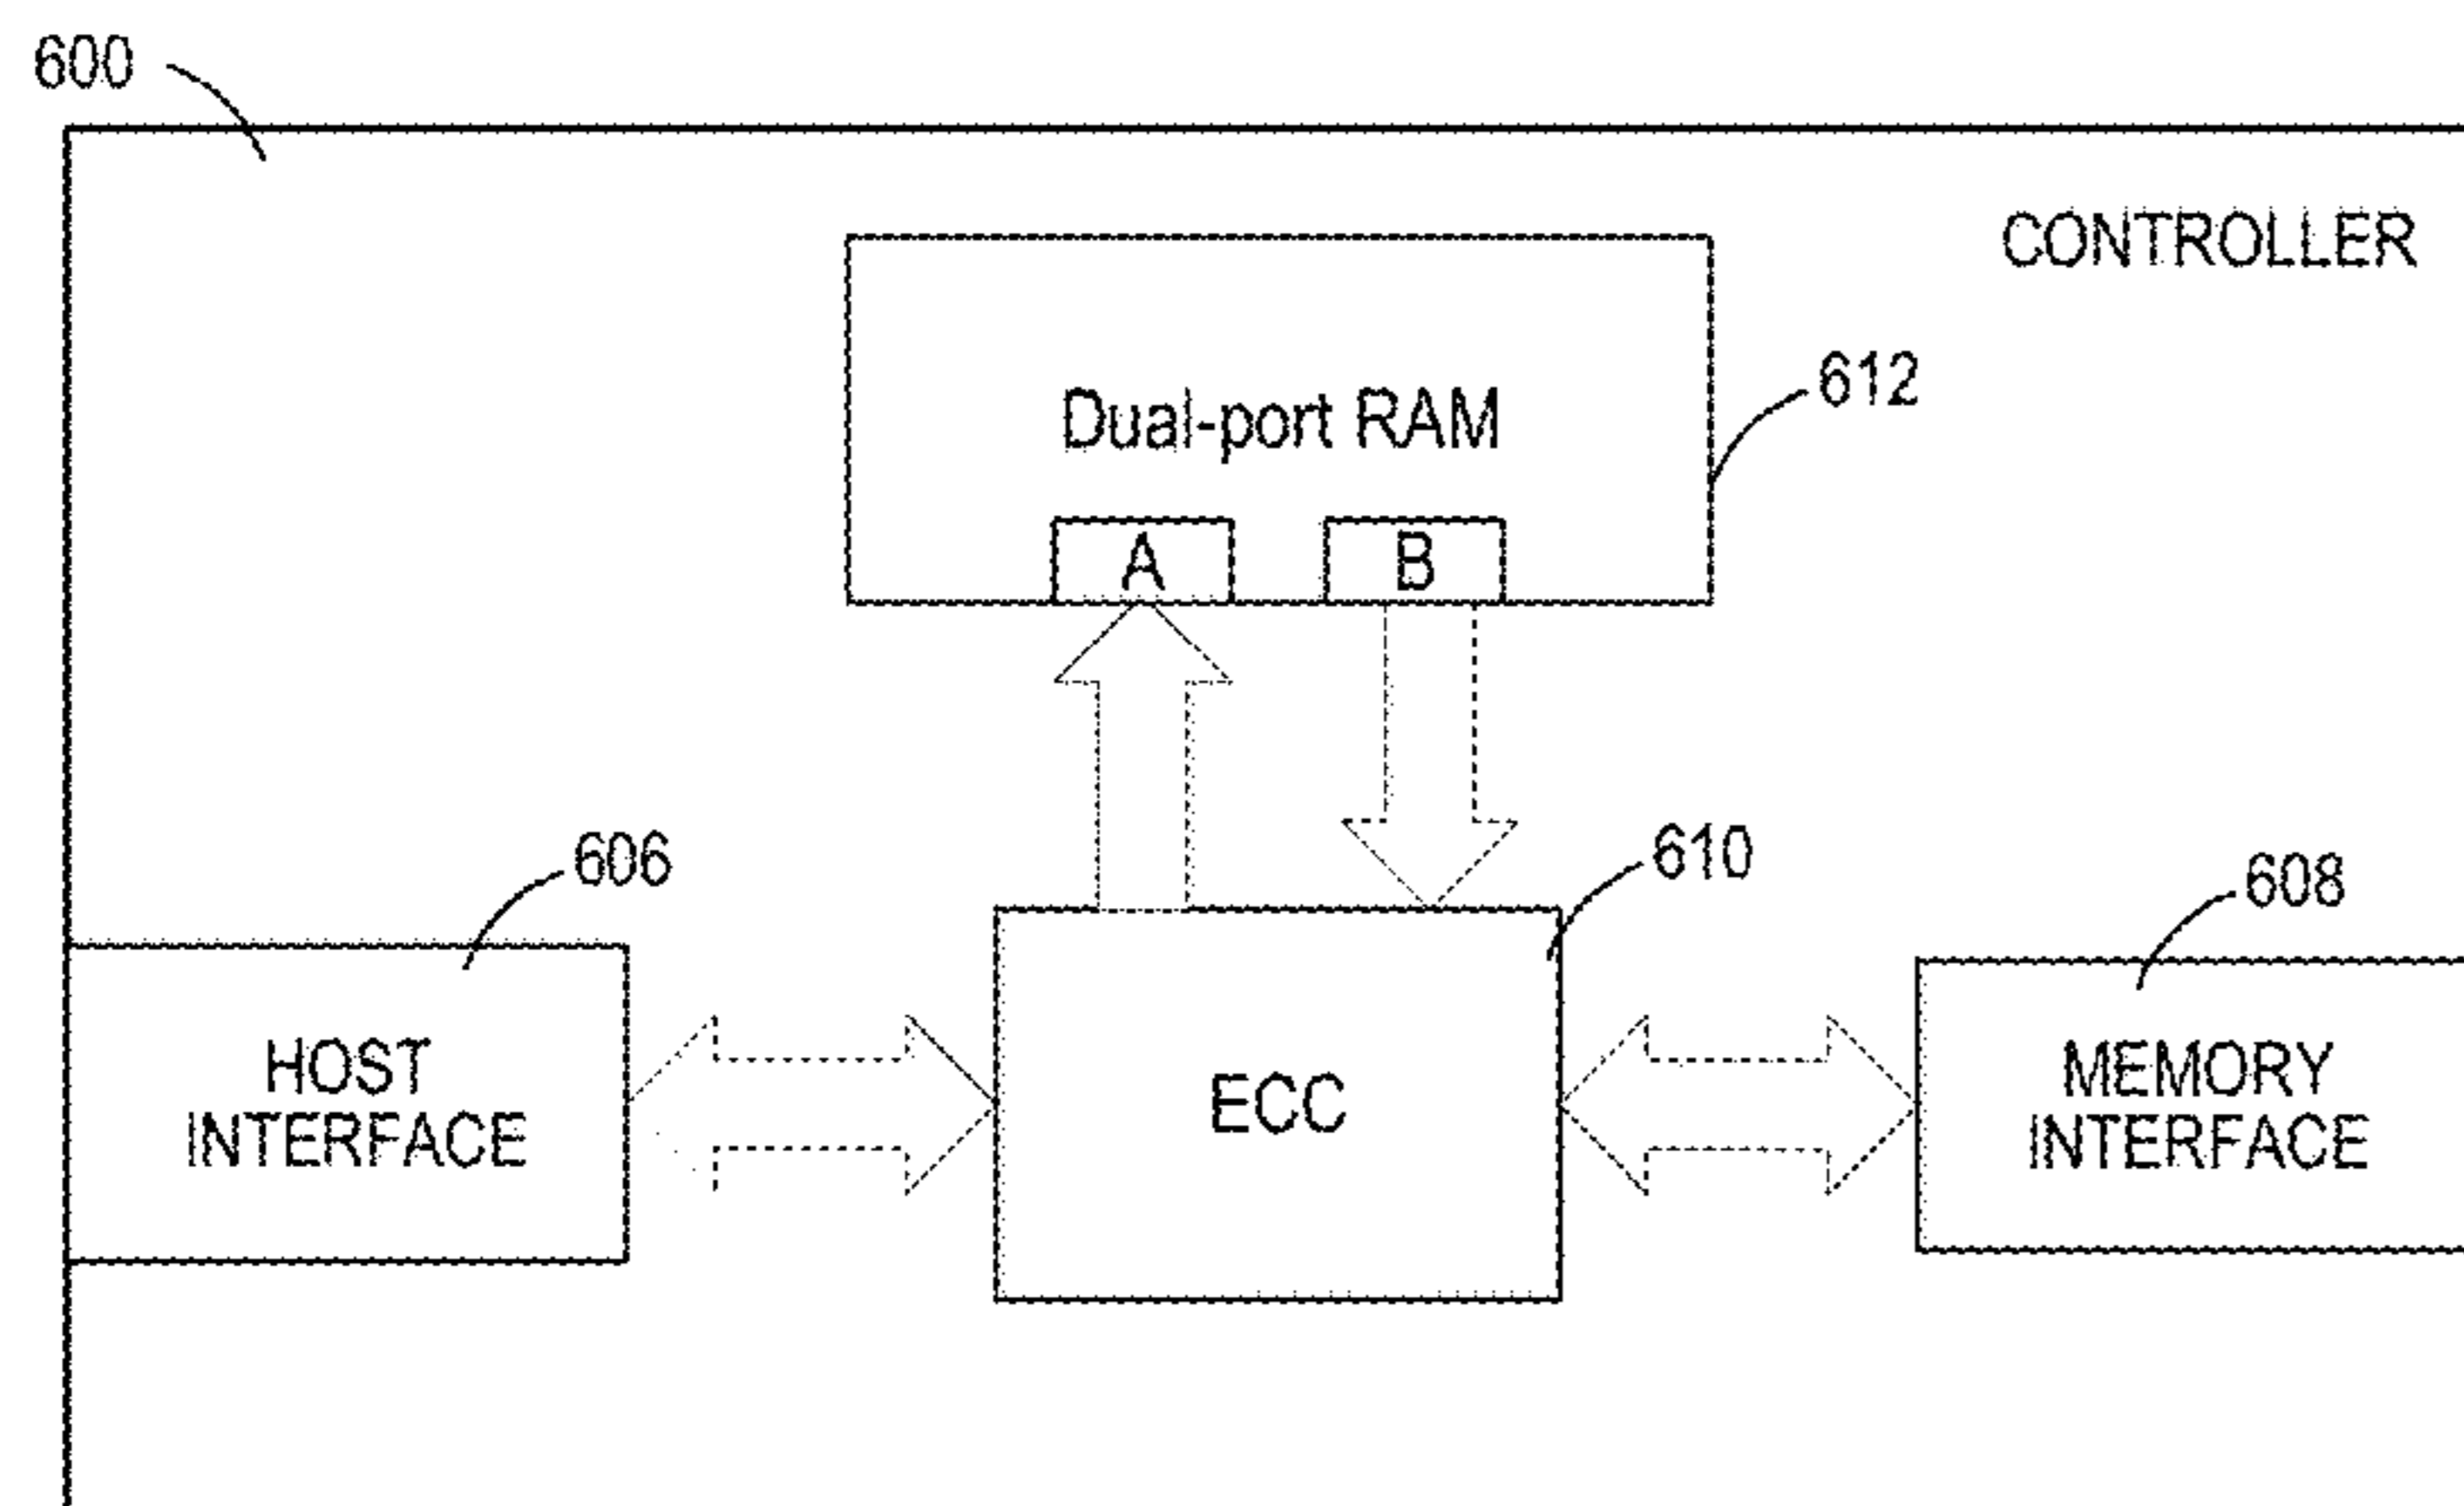 600
CONTROLLER
Dual-port RAM
612
A
B
606
610
608
HOST
INTERFACE
ECC
MEMORY
INTERFACE